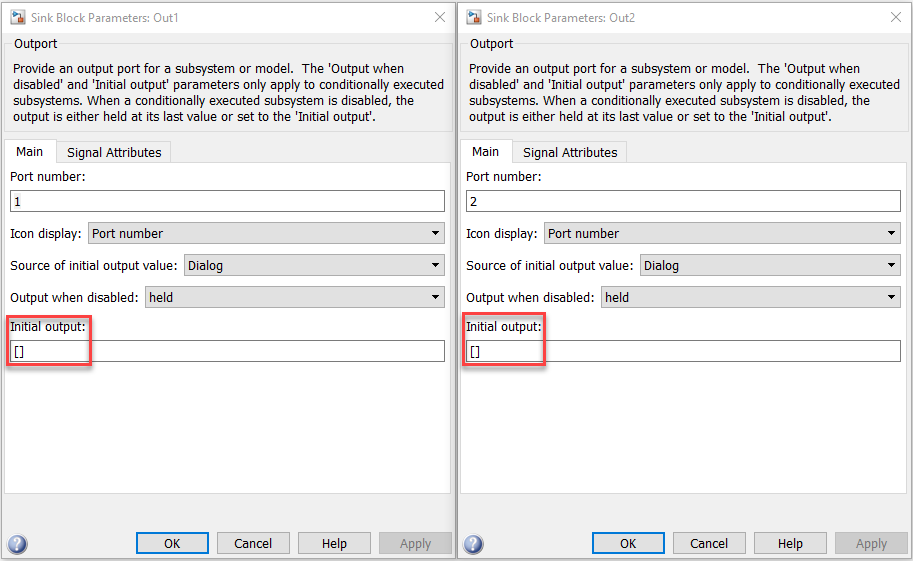 Sink Block Parameters: Out1
Outport
Provide an output port for a subsystem or model.  The 'Output when
disabled' and 'Initial output' parameters only apply to conditionally executed
subsystems. When a conditionally executed subsystem is disabled, the
output is either held at its last value or set to the 'Initial output'.
Main
Signal Attributes
Port number:
1
Icon display: Port number
Source of initial output value: Dialog
Output when disabled: held
Initial output:
[]
OK
Cancel
Help
Apply
Sink Block Parameters: Out2
Outport
Provide an output port for a subsystem or model.  The 'Output when
disabled' and 'Initial output' parameters only apply to conditionally executed
subsystems. When a conditionally executed subsystem is disabled, the
output is either held at its last value or set to the 'Initial output'.
Main
Signal Attributes
Port number:
2
Icon display: Port number
Source of initial output value: Dialog
Output when disabled: held
Initial output:
[]
OK
Cancel
Help
Apply